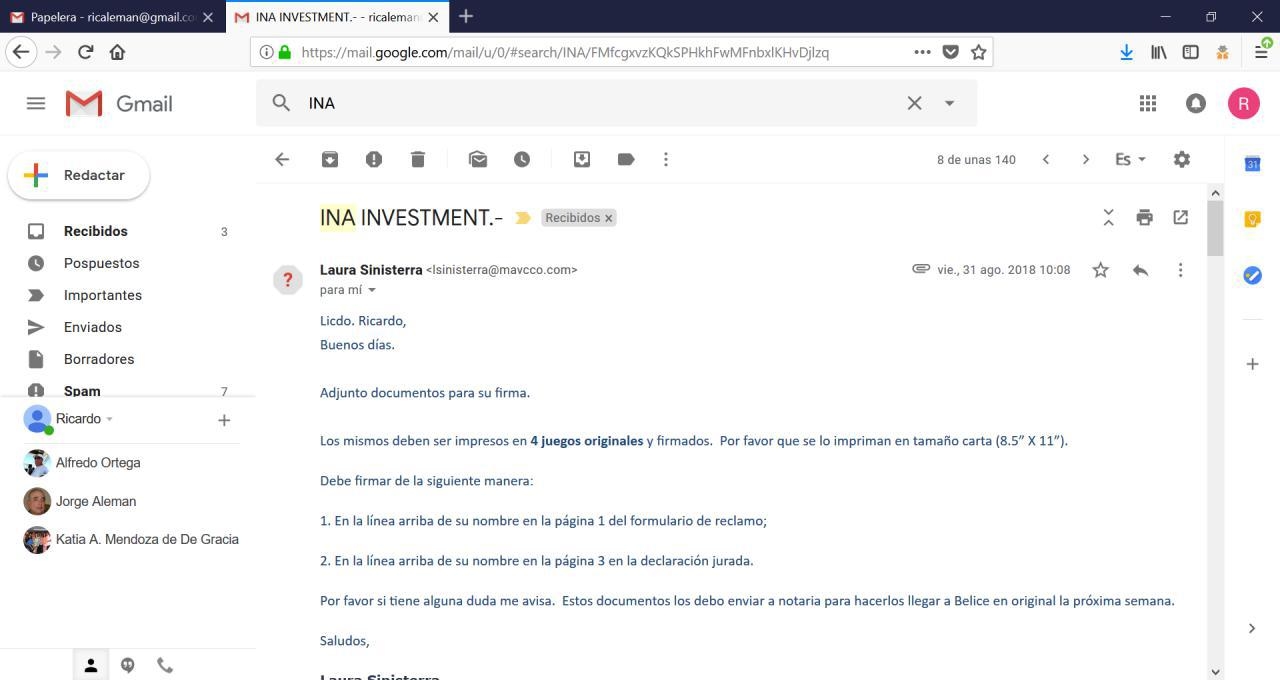 Papelera - ricaleman@gmail.co
INA INVESTMENT.- - ricaleman
https://mail.google.com/mail/u/0/#search/INA/FMfcgxvzKQkSPHkhFwMFnbxlKHvDjlzq
Gmail
INA
R
Redactar
8 de unas 140
Es
31
INA INVESTMENT.-
Recibidos x
Recibidos 3
Pospuestos
Importantes
Enviados
Borradores
Spam 7
Ricardo
Alfredo Ortega
Jorge Aleman
Katia A. Mendoza de De Gracia
?
Laura Sinisterra <lsinisterra@mavcco.com>
vie., 31 ago. 2018 10:08
para mí
Licdo. Ricardo,
Buenos días.
Adjunto documentos para su firma.
Los mismos deben ser impresos en 4 juegos originales y firmados.  Por favor que se lo impriman en tamaño carta (8.5” X 11”).
Debe firmar de la siguiente manera:
1. En la línea arriba de su nombre en la página 1 del formulario de reclamo;
2. En la línea arriba de su nombre en la página 3 en la declaración jurada.
Por favor si tiene alguna duda me avisa.  Estos documentos los debo enviar a notaria para hacerlos llegar a Belice en original la próxima semana.
Saludos,
Laura Sinisterra